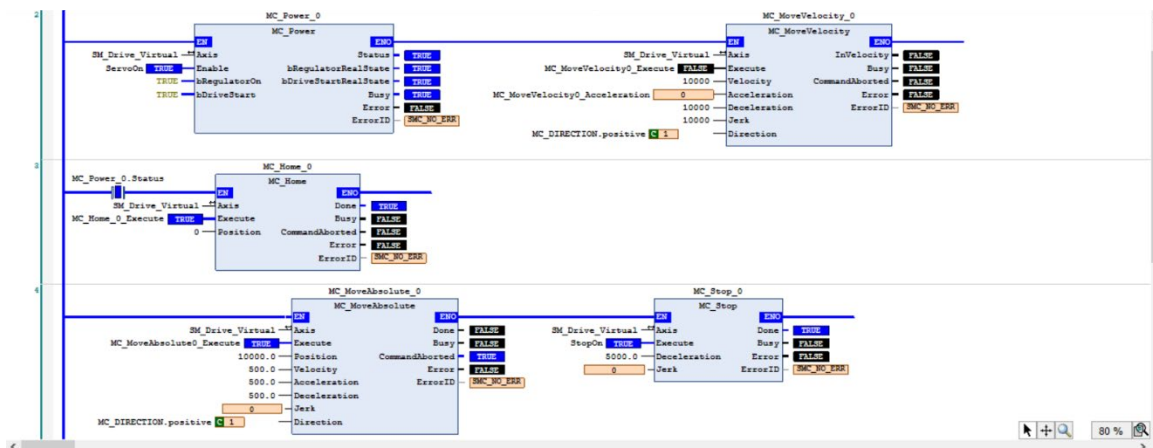 2
MC_Power_0
MC_Power
EN
ENO
SM_Drive_Virtual
Axis
Status
TRUE
ServoOn
TRUE
Enable
bRegulatorRealState
TRUE
TRUE
bRegulatorOn
bDriveStartRealState
TRUE
TRUE
bDriveStart
Busy
TRUE
Error
FALSE
ErrorID
SMC_NO_ERR
MC_MoveVelocity_0
MC_MoveVelocity
EN
ENO
SM_Drive_Virtual
Axis
InVelocity
FALSE
MC_MoveVelocity0_Execute
FALSE
Execute
Busy
FALSE
10000
Velocity
CommandAborted
FALSE
MC_MoveVelocity0_Acceleration
0
Acceleration
Error
FALSE
10000
Deceleration
ErrorID
SMC_NO_ERR
10000
Jerk
MC_DIRECTION.positive
C
1
Direction
3
MC_Home_0
MC_Power_0.Status
MC_Home
EN
ENO
SM_Drive_Virtual
Axis
Done
TRUE
MC_Home_0_Execute
TRUE
Execute
Busy
FALSE
0
Position
CommandAborted
FALSE
Error
FALSE
ErrorID
SMC_NO_ERR
4
MC_MoveAbsolute_0
MC_MoveAbsolute
EN
ENO
SM_Drive_Virtual
Axis
Done
FALSE
MC_MoveAbsolute0_Execute
TRUE
Execute
Busy
FALSE
10000.0
Position
CommandAborted
TRUE
500.0
Velocity
Error
FALSE
500.0
Acceleration
ErrorID
SMC_NO_ERR
500.0
Deceleration
0
Jerk
MC_DIRECTION.positive
C
1
Direction
MC_Stop_0
MC_Stop
EN
ENO
SM_Drive_Virtual
Axis
Done
TRUE
StopOn
TRUE
Execute
Busy
FALSE
5000.0
Deceleration
Error
FALSE
0
Jerk
ErrorID
SMC_NO_ERR
80 %